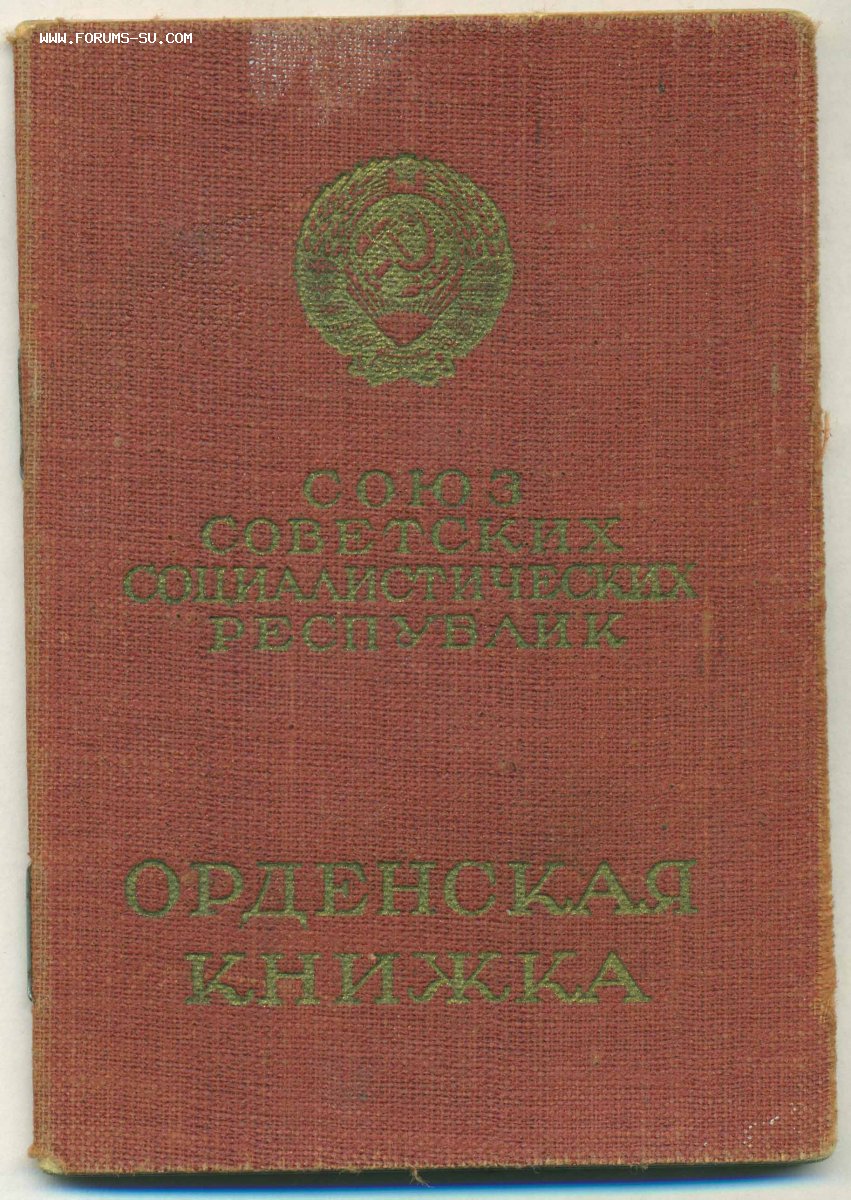 WWW.FORUMS-SU.COM
СОЮЗ
СОВЕТСКИХ
СОЦИАЛИСТИЧЕСКИХ
РЕСПУБЛИК
ОРДЕНСКАЯ
КНИЖКА